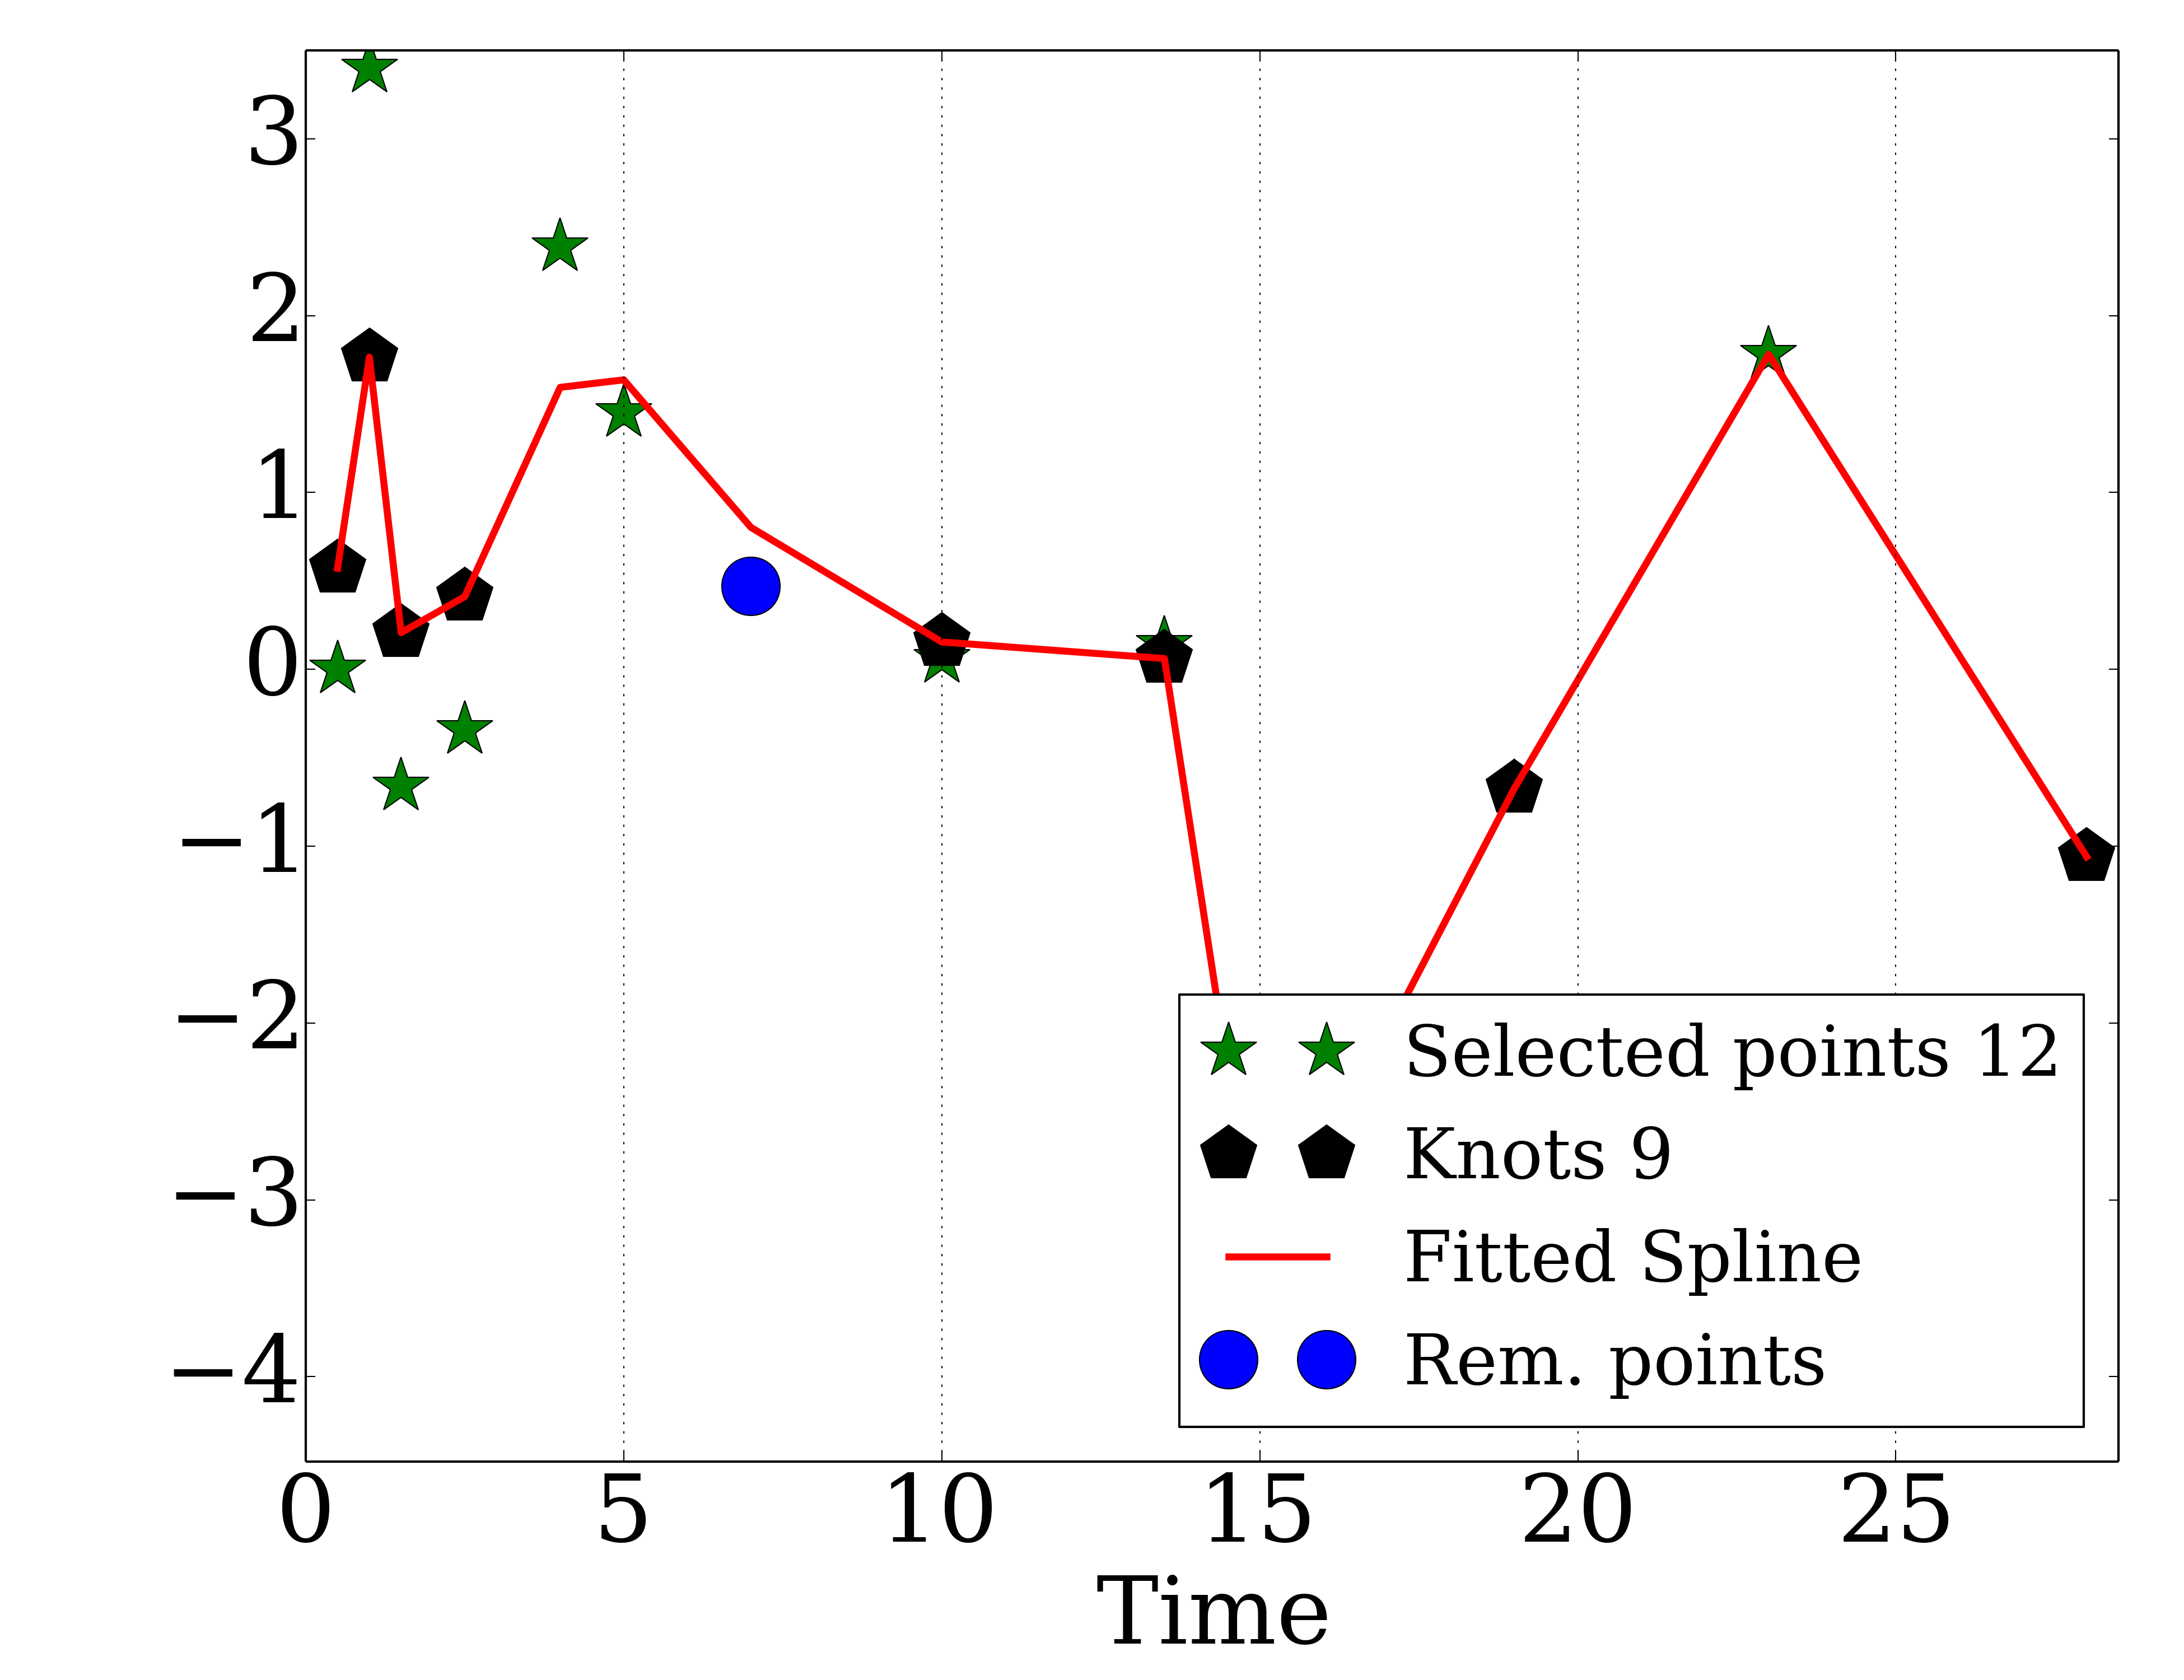 3
2
1
0
−1
−2
−3
−4
Selected points 12
Knots 9
Fitted Spline
Rem. points
0 5 10 15 20 25
Time